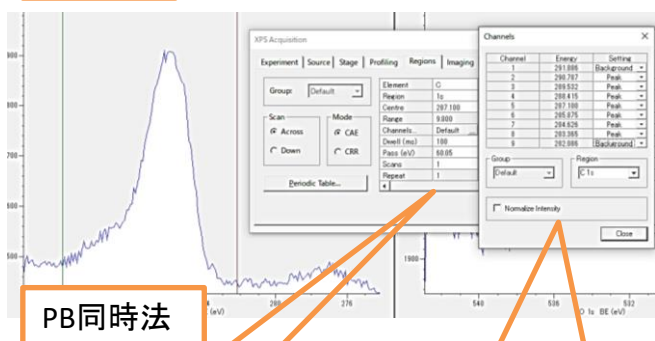 XPS Acquisition
Experiment Source Stage Profiling Regions Imaging
Group: Default
Scan
Across
Down
Mode
CAE
CRR
Periodic Table...
Element C
Region 1s
Centre 287.100
Range 9.800
Channels... Default ...
Dwell (ms) 100
Pass (eV) 60.05
Scans 1
Repeat 1
Channels
Channel Energy Setting
1 291.886 Background
2 290.787 Peak
3 289.532 Peak
4 288.415 Peak
5 287.100 Peak
6 285.875 Peak
7 284.626 Peak
8 283.365 Peak
9 282.086 Background
Group
Default
Region
C 1s
Normalize Intensity
Close
900
800
700
600
500
276
(eV)
1900
540
536
532
1s BE (eV)
PB同時法